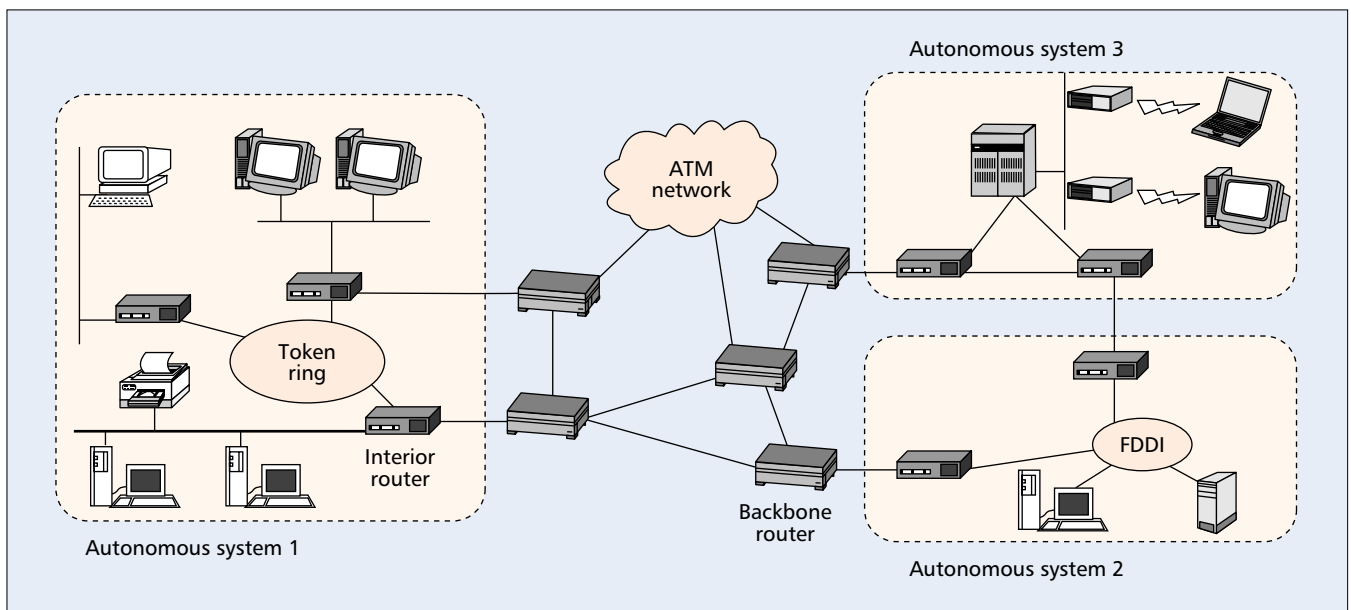 Autonomous system 3
ATM
network
Token
ring
Interior
router
FDDI
Backbone
router
Autonomous system 1
Autonomous system 2